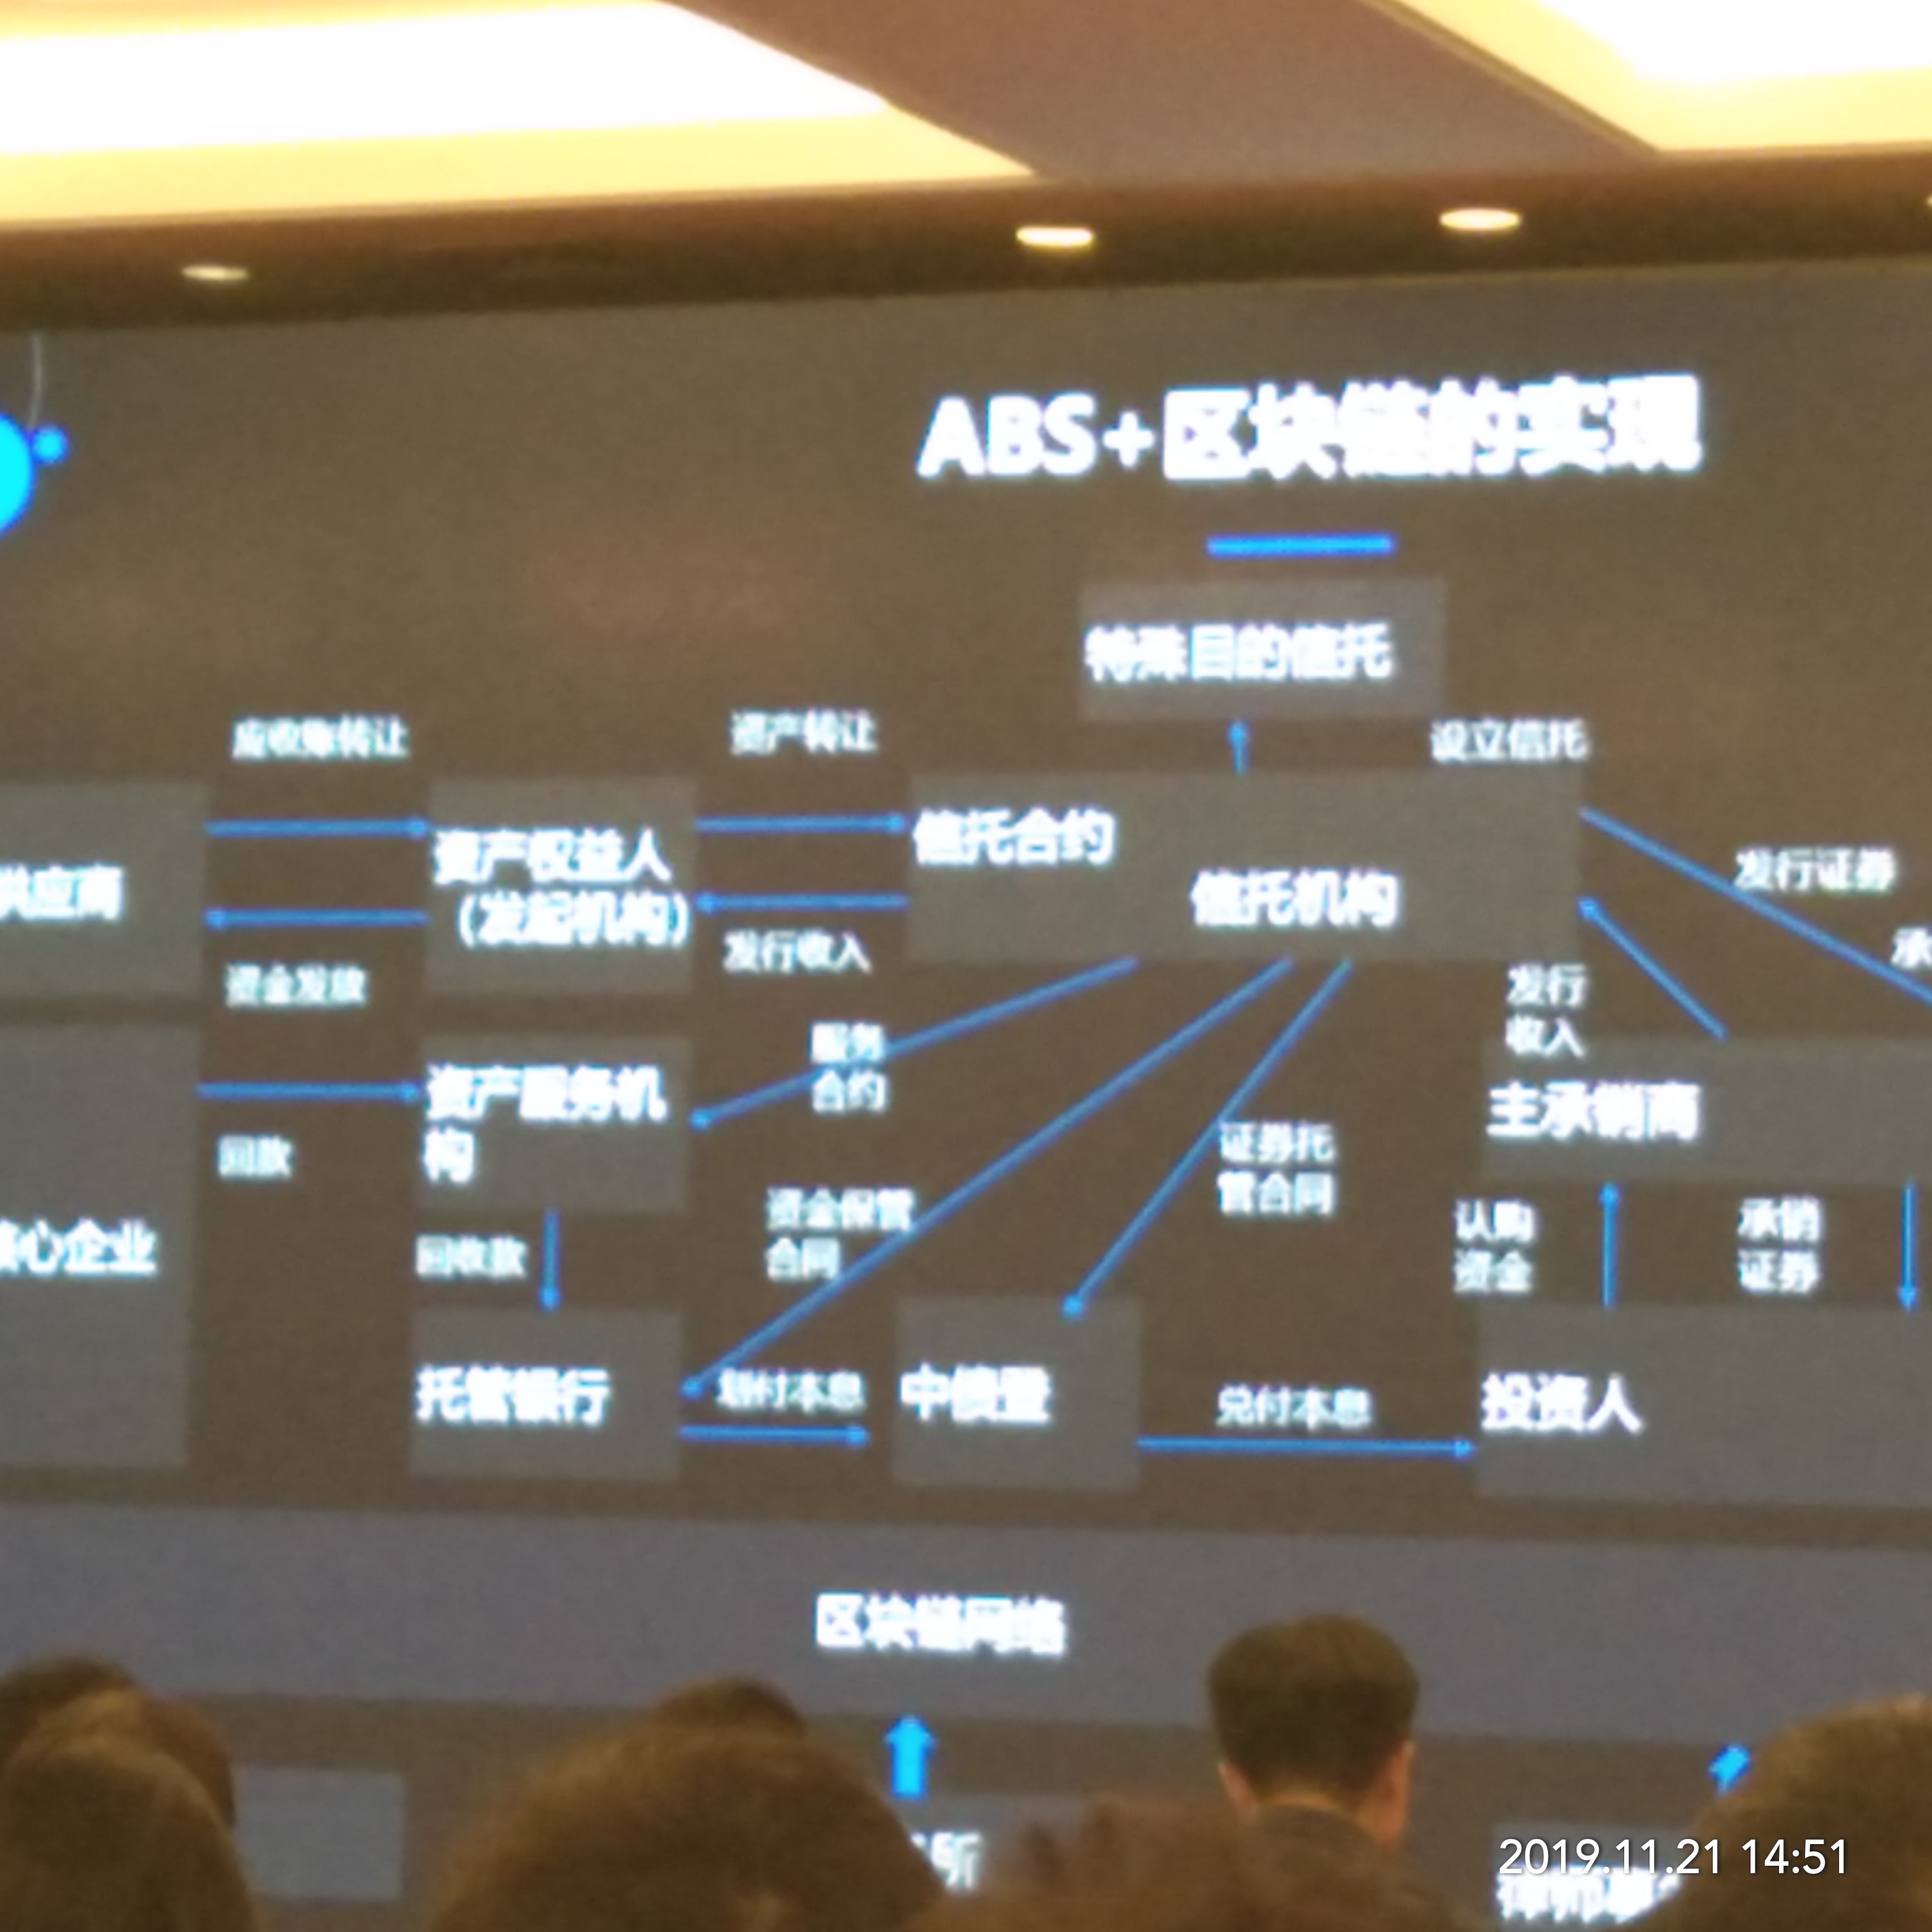 ABS+区块链的实现
特殊目的信托
应收账转让
资产转让
设立信托
供应商
资产权益人
（发起机构）
信托合约
信托机构
发行证券
承
资金发放
发行收入
发行
收入
服务
合约
资产服务机
构
主承销商
回款
证券托
管合同
资金保管
合同
认购
资金
承销
证券
心企业
回收款
托管银行
划付本息
中债登
兑付本息
投资人
区块链网络
所
律师事
2019.11.21 14:51